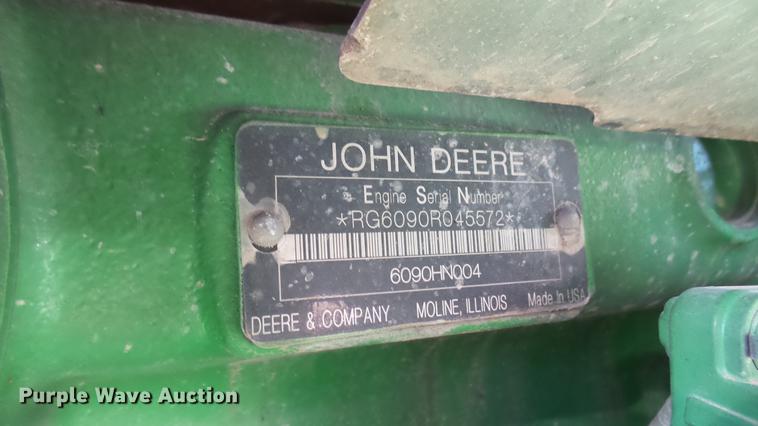 JOHN DEERE
Engine Serial Number
*RG6090R045572*
6090HN004
DEERE & COMPANY MOLINE, ILLINOIS Made In USA
Purple Wave Auction